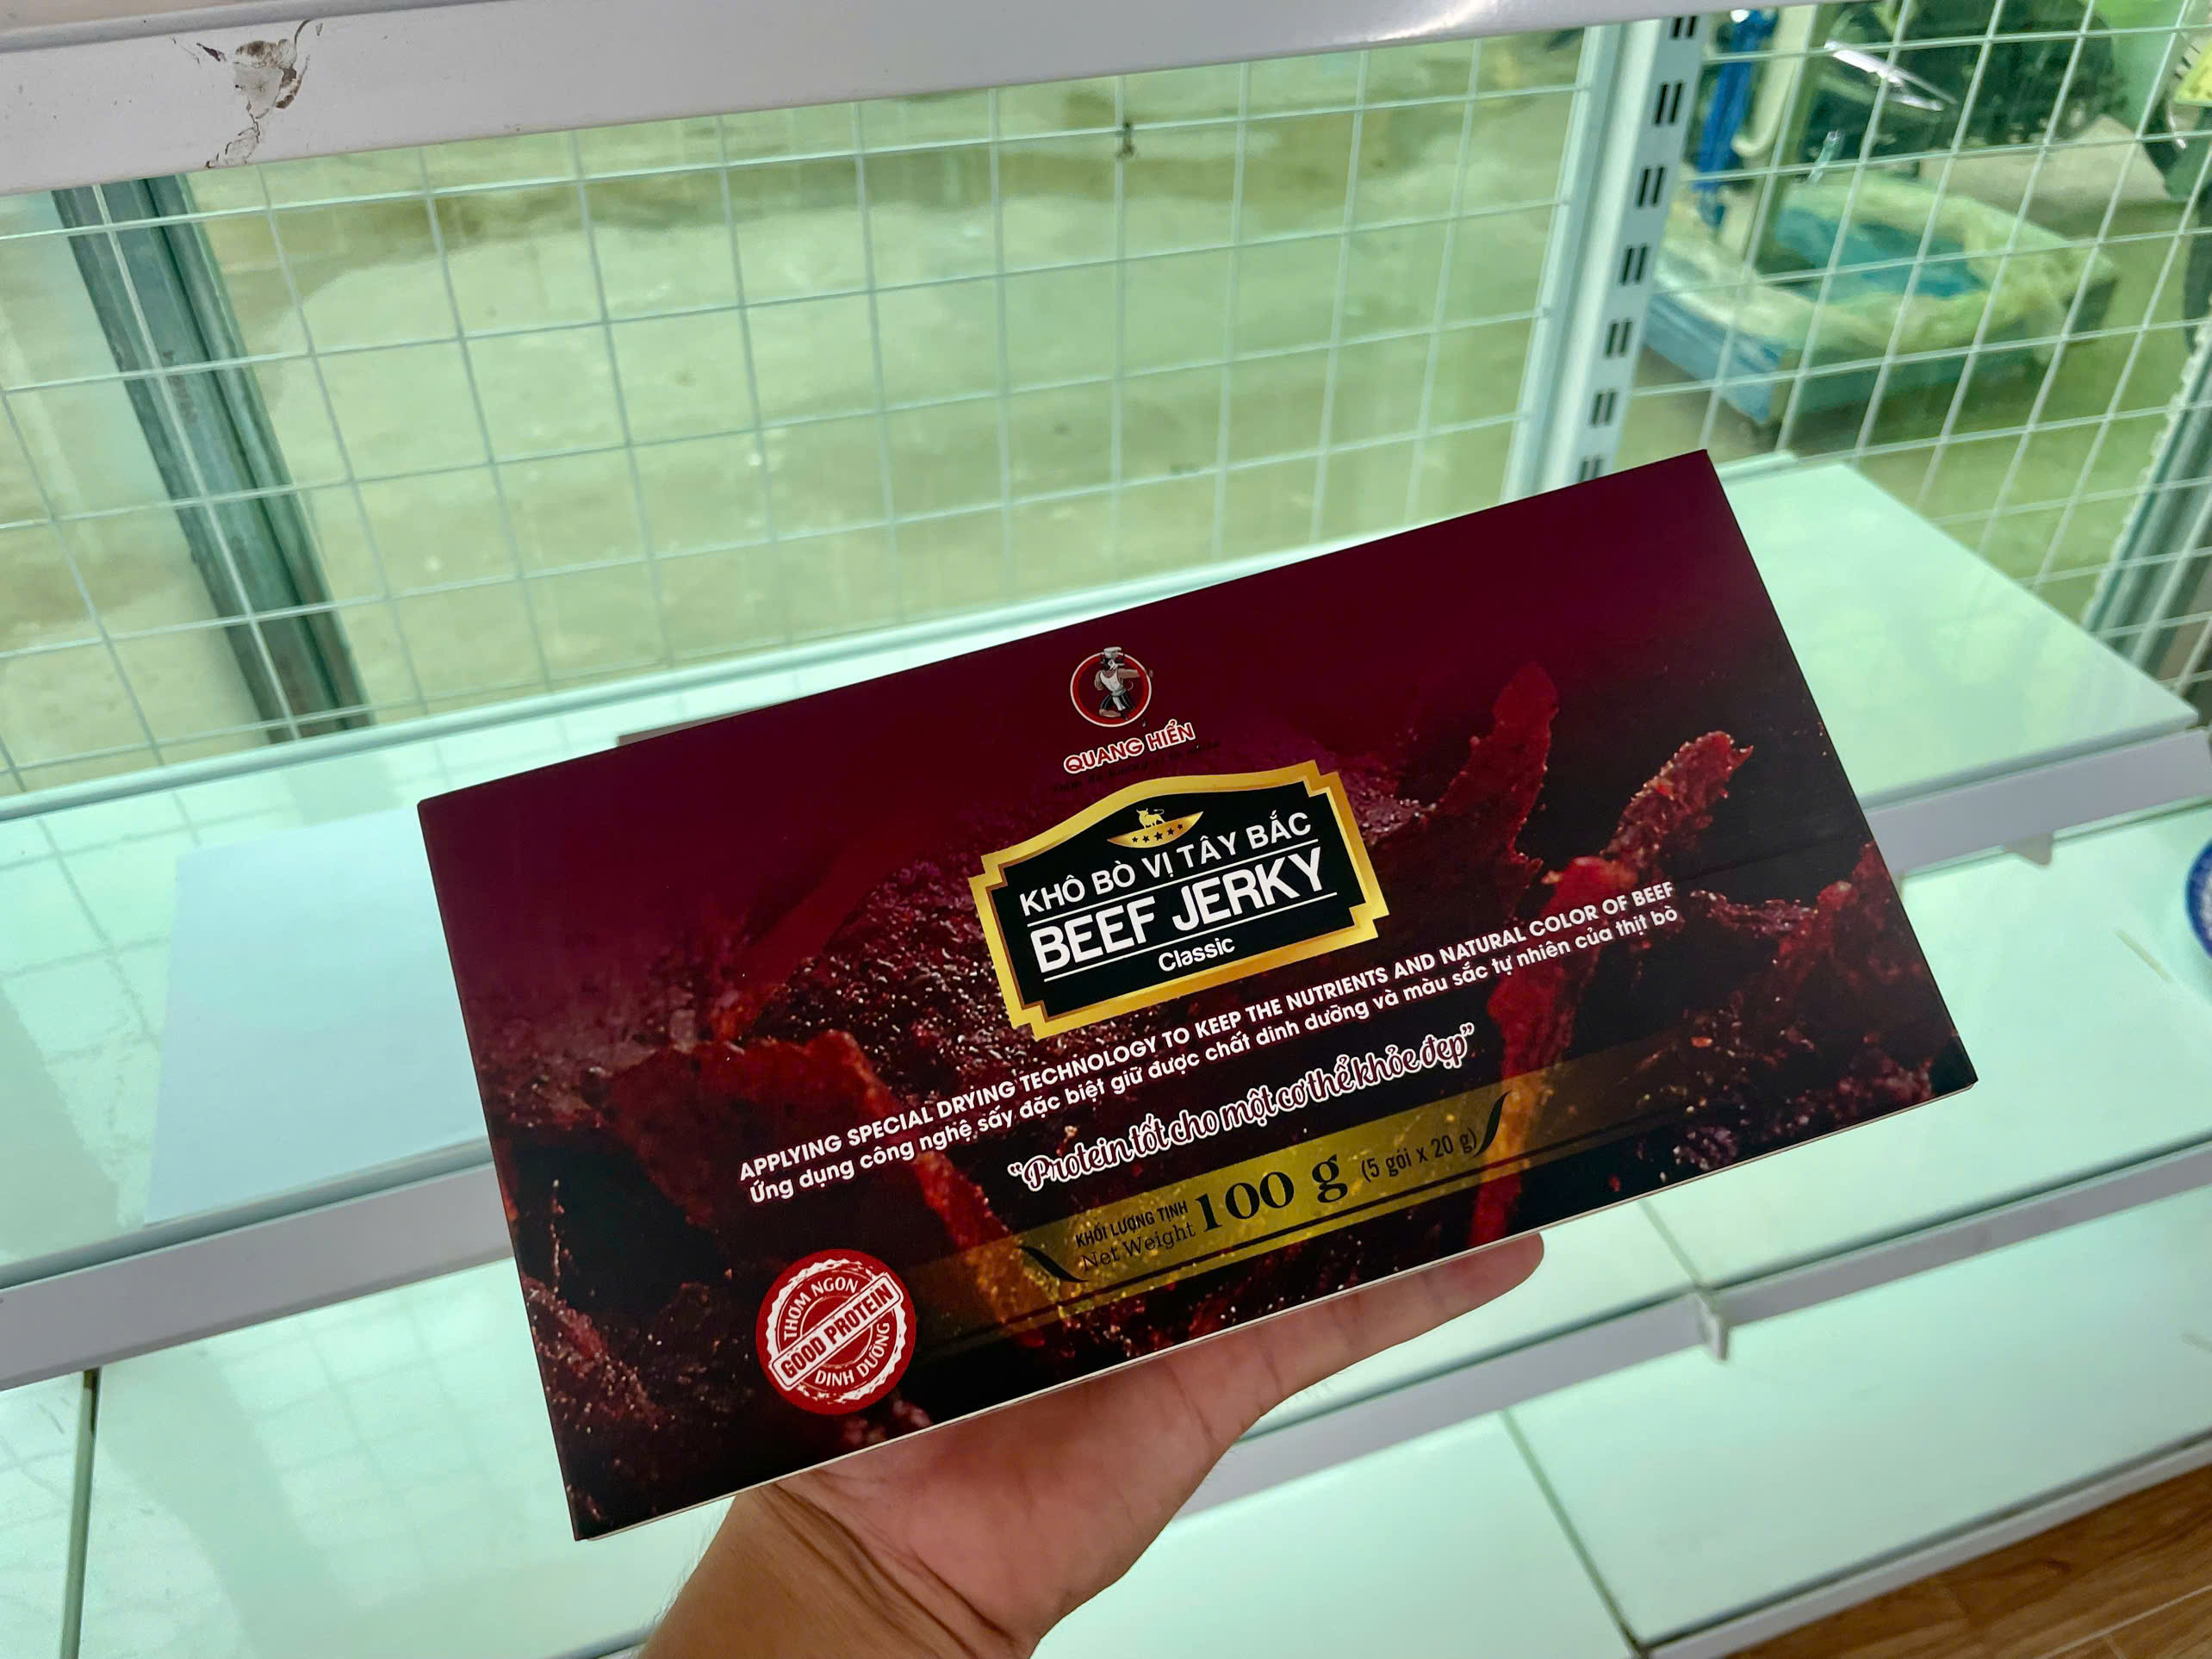 QUANG HIỂN
KHÔ BÒ VỊ TÂY BẮC
BEEF JERKY
Classic
APPLYING SPECIAL DRYING TECHNOLOGY TO KEEP THE NUTRIENTS AND NATURAL COLOR OF BEEF
Ứng dụng công nghệ sấy đặc biệt giữ được chất dinh dưỡng và màu sắc tự nhiên của thịt bò
"Protein tốt cho một cơ thể khỏe đẹp"
KHỐI LƯỢNG TỊNH
Net Weight 100 g (5 gói x 20 g)
THƠM NGON
GOOD PROTEIN
DINH DƯỠNG